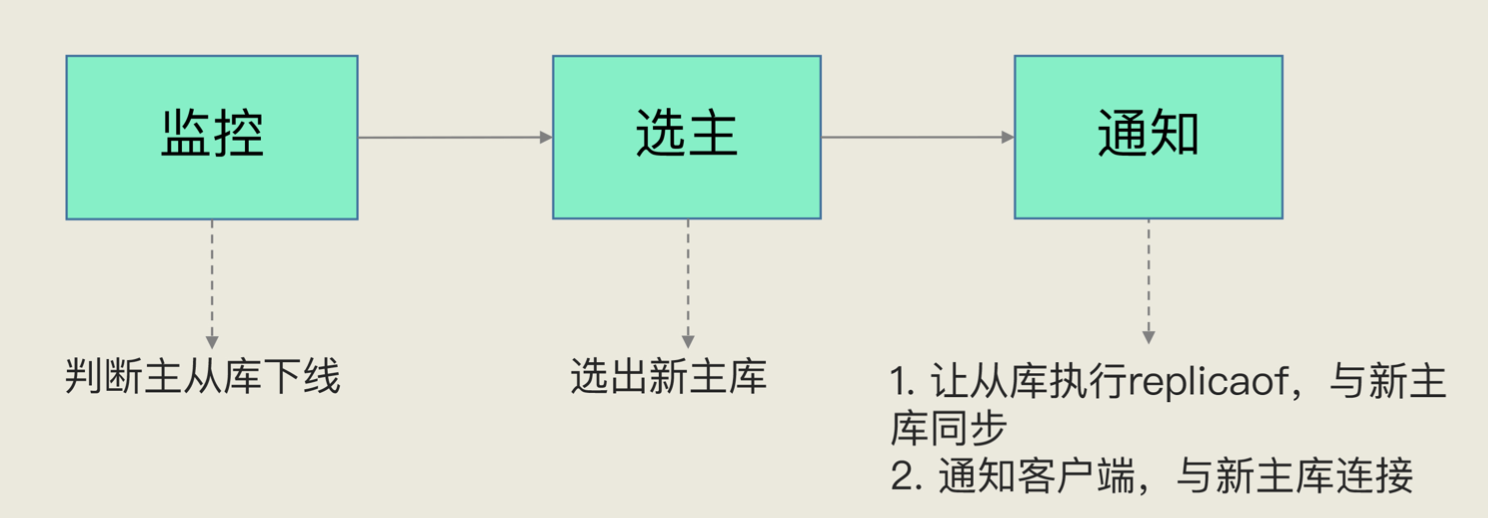 监控
选主
通知
判断主从库下线
选出新主库
1. 让从库执行replicaof，与新主
库同步
2. 通知客户端，与新主库连接